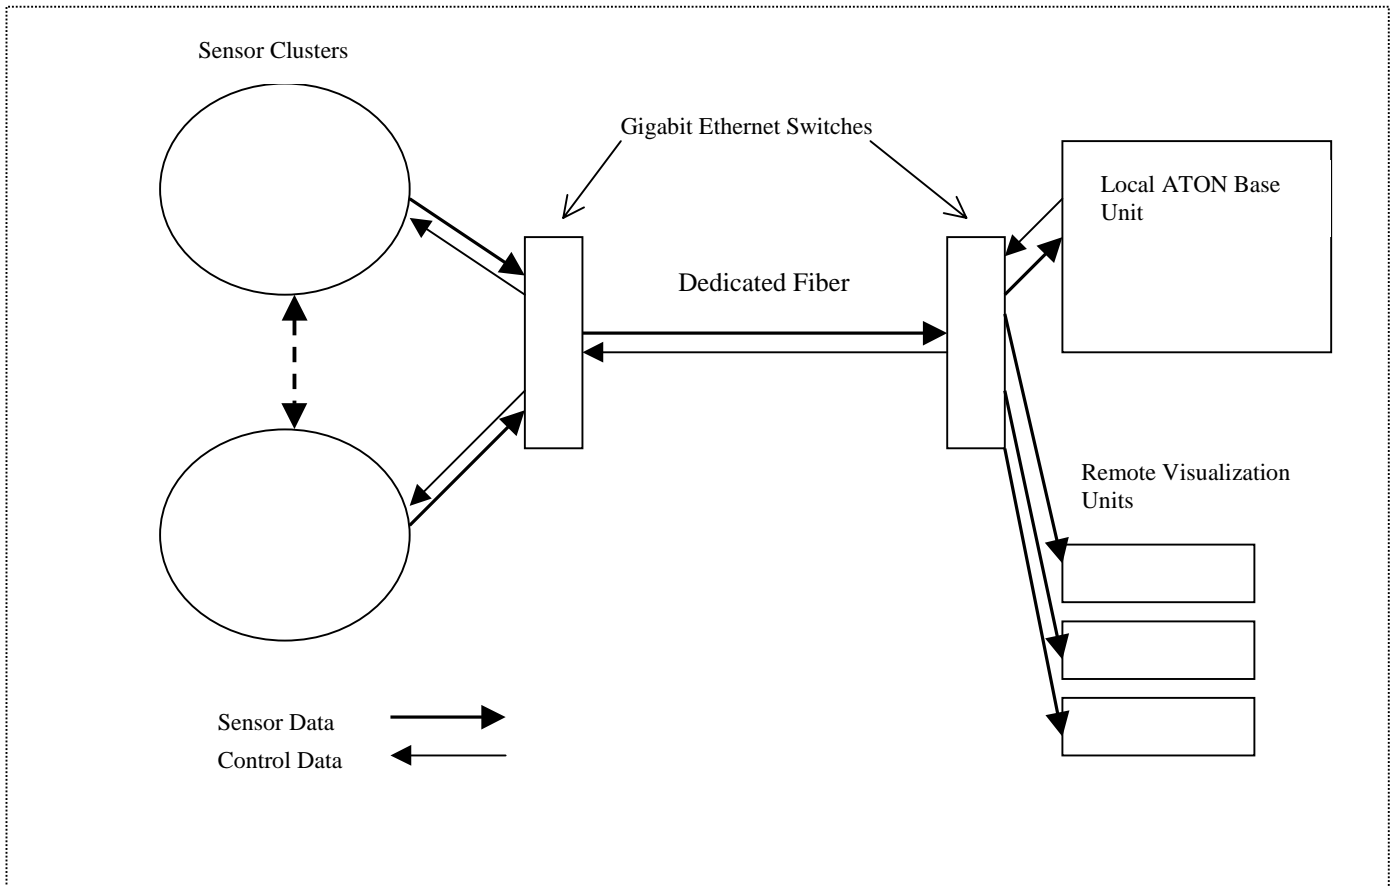 Sensor Clusters
Gigabit Ethernet Switches
Local ATON Base
Unit
Dedicated Fiber
Remote Visualization
Units
Sensor Data
Control Data